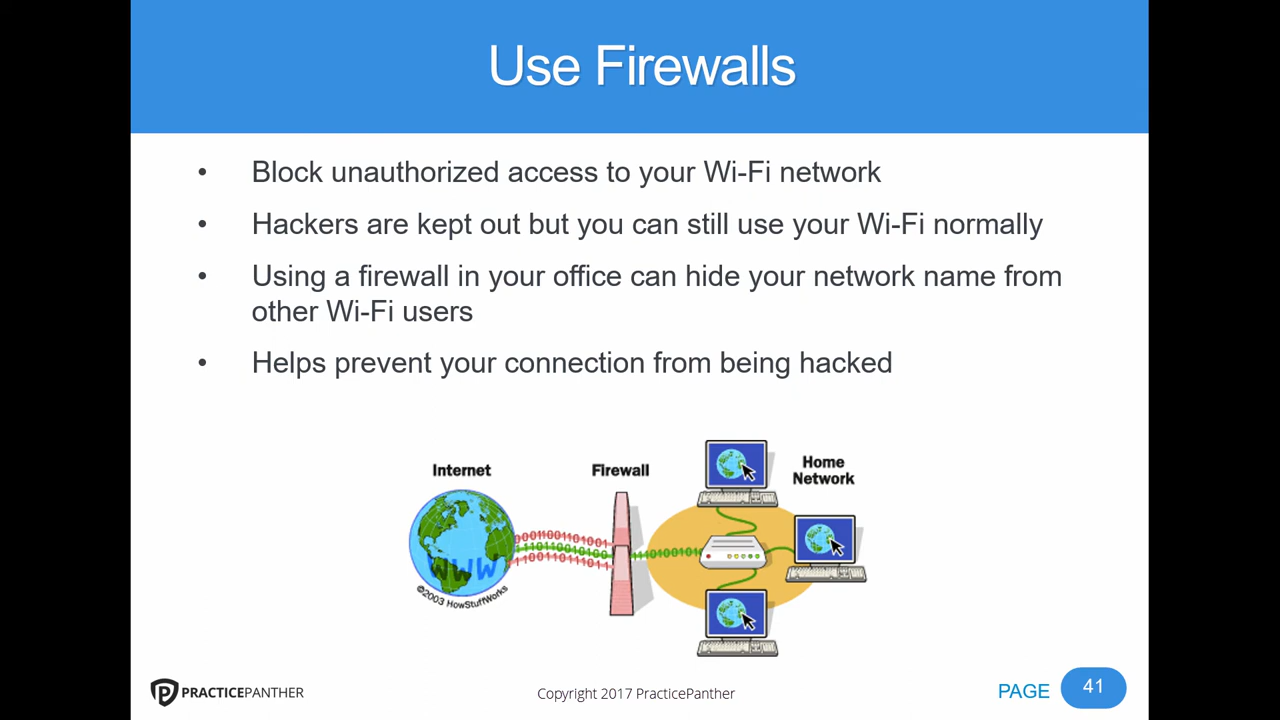 Use Firewalls
• Block unauthorized access to your Wi-Fi network
• Hackers are kept out but you can still use your Wi-Fi normally
• Using a firewall in your office can hide your network name from
other Wi-Fi users
• Helps prevent your connection from being hacked
Internet
Firewall
Home
Network
WWW
©2003 HowStuffWorks
PRACTICEPANTHER
Copyright 2017 PracticePanther
PAGE 41